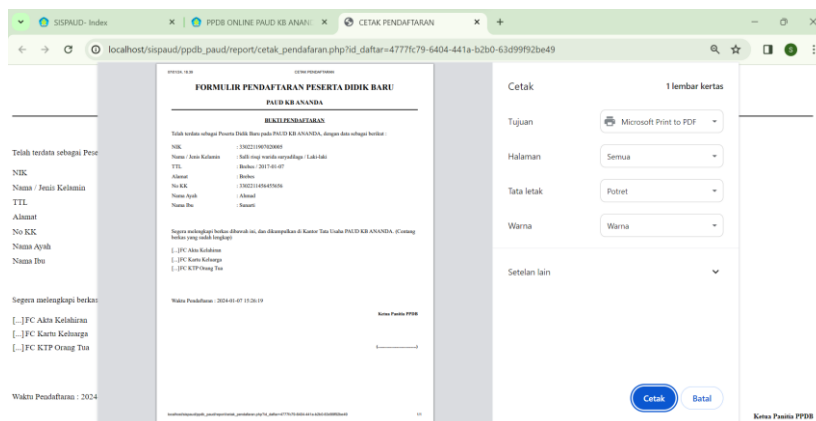 SISPAUD- Index
PPDB ONLINE PAUD KB ANAND
CETAK PENDAFTARAN
localhost/sispaud/ppdb_paud/report/cetak_pendafaran.php?id_daftar=4777fc79-6404-441a-b2b0-63d99f92be49
S
Telah terdata sebagai Pese
NIK
Nama / Jenis Kelamin
TTL
Alamat
No KK
Nama Ayah
Nama Ibu
Segera melengkapi berkas
[...]FC Akta Kelahiran
[...]FC Kartu Keluarga
[...]FC KTP Orang Tua
Waktu Pendaftaran : 2024
CETAK PENDAFTARAN
FORMULIR PENDAFTARAN PESERTA DIDIK BARU
PAUD KB ANANDA
BUKTI PENDAFTARAN
Telah terdata sebagai Peserta Didik Baru pada PAUD KB ANANDA, dengan data sebagai berikut :
NIK : 3302211907020005
Nama / Jenis Kelamin : / Laki-laki
TTL : Brebes / 2017-01-07
Alamat : Brebes
No KK
Nama Ayah : Ahmad
Nama Ibu : Sunarti
Segera melengkapi berkas dibawah ini, dan dikumpulkan di Kantor Tata Usaha PAUD KB ANANDA. (Centang
berkas yang sudah lengkap)
[...]FC Akta Kelahiran
[...]FC Kartu Keluarga
[...]FC KTP Orang Tua
Waktu Pendaftaran : 2024-01-07 15:26:19
Ketua Panitia PPDB
(.............................)
1/1
Cetak
1 lembar kertas
Tujuan
Microsoft Print to PDF
Halaman
Semua
Tata letak
Potret
Warna
Warna
Setelan lain
Cetak
Batal
Ketua Panitia PPDB